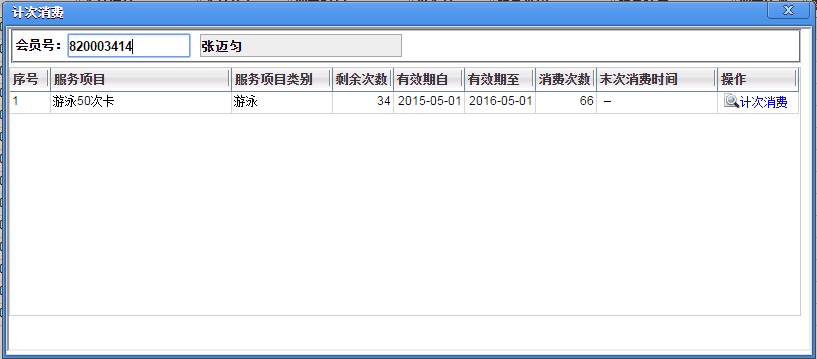 计次消费
会员号： 820003414 张迈匀
序号 服务项目 服务项目类别 剩余次数 有效期自 有效期至 消费次数 末次消费时间 操作
1 游泳50次卡 游泳 34 2015-05-01 2016-05-01 66 -- 计次消费